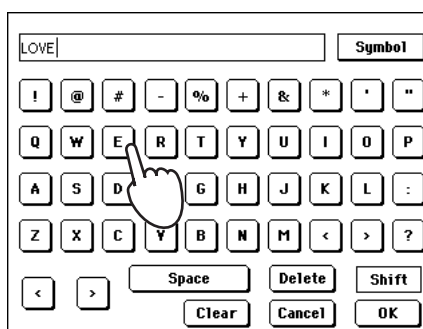 LOVE
Symbol
! @ # - % + & * ' "
Q W E R T Y U I O P
A S D G H J K L :
Z X C V B N M < > ?
< > Space Delete Shift
Clear Cancel OK